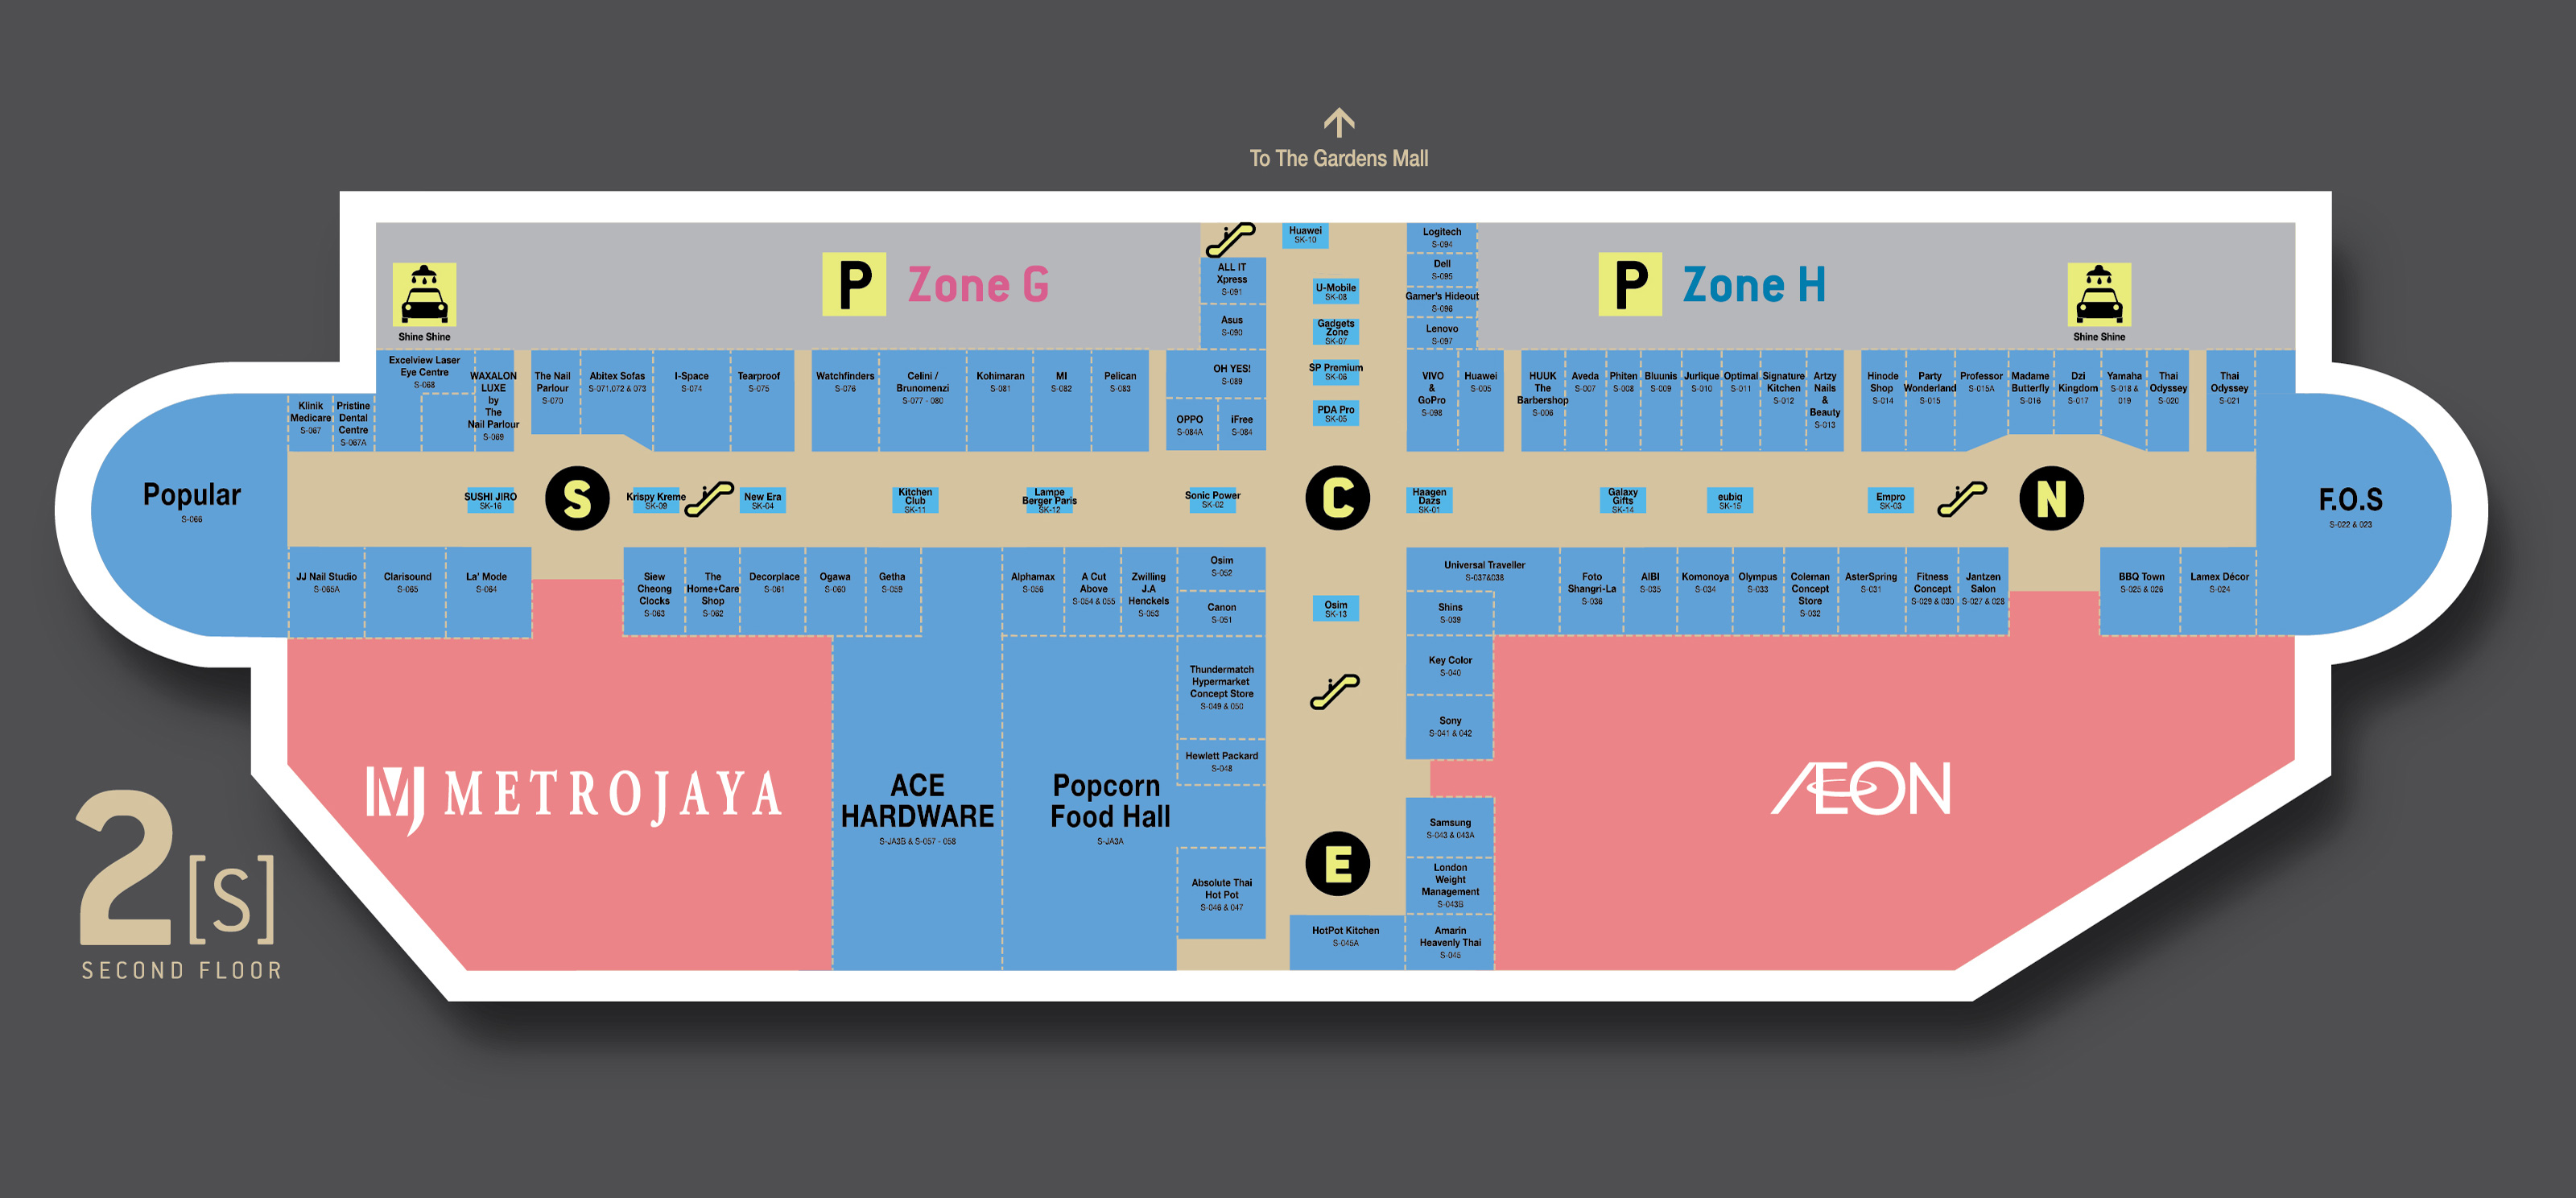 To The Gardens Mall
Huawei
SK-10
Logitech
S-094
P
Zone G
P
Zone H
Shine Shine
Shine Shine
ALL IT
Xpress
S-091
Asus
S-090
U-Mobile
SK-08
Gadgets
Zone
SK-07
SP Premium
SK-06
PDA Pro
SK-05
Dell
S-095
Gamer's Hideout
S-096
Lenovo
S-097
Excelview Laser
Eye Centre
S-068
Klinik
Medicare
S-067
Pristine
Dental
Centre
S-067A
WAXALON
LUXE
by
The
Nail Parlour
S-069
The Nail
Parlour
S-070
Abitex Sofas
S-071.072 & 073
I-Space
S-074
Tearproof
S-075
Watchfinders
S-076
Celini /
Brunomenzi
S-077 - 080
Kohimaran
S-081
MI
S-082
Pelican
S-083
OH YES!
S-089
OPPO
S-084A
iFree
S-084
VIVO
&
GoPro
S-098
Huawei
S-005
HUUK
The
Barbershop
S-006
Aveda
S-007
Phiten
S-008
Bluunis
S-009
Jurlique
S-010
Optimal
S-011
Signature
Kitchen
S-012
Artzy
Nails
&
Beauty
S-013
Hinode
Shop
S-014
Party
Wonderland
S-015
Professor
S-015A
Madame
Butterfly
S-016
Dzi
Kingdom
S-017
Yamaha
S-018 &
019
Thai
Odyssey
S-020
Thai
Odyssey
S-021
Popular
S-066
SUSHI JIRO
SK-16
S
Krispy Kreme
SK-09
New Era
SK-04
Kitchen
Club
SK-11
Lampe
Berger Paris
SK-12
Sonic Power
SK-02
C
Haagen
Dazs
SK-01
Galaxy
Gifts
SK-14
eubiq
SK-15
Empro
SK-03
N
F.O.S
S-022 & 023
JJ Nail Studio
S-065A
Clarisound
S-065
La' Mode
S-064
Siew
Cheong
Clocks
S-063
The
Home+Care
Shop
S-062
Decorplace
S-061
Ogawa
S-060
Getha
S-059
Alphamax
S-056
A Cut
Above
S-054 & 055
Zwilling
J.A
Henckels
S-053
Osim
S-052
Canon
S-051
Osim
SK-13
Universal Traveller
S-037&038
Shins
S-039
Foto
Shangri-La
S-036
AIBI
S-035
Komonoya
S-034
Olympus
S-033
Coleman
Concept
Store
S-032
AsterSpring
S-031
Fitness
Concept
S-029 & 030
Jantzen
Salon
S-027 & 028
BBQ Town
S-025 & 026
Lamex Décor
S-024
Thundermatch
Hypermarket
Concept Store
S-049 & 050
Hewlett Packard
S-048
Key Color
S-040
Sony
S-041 & 042
MJ METROJAYA
ACE
HARDWARE
S-JA3B & S-057 - 058
Popcorn
Food Hall
S-JA3A
AEON
Absolute Thai
Hot Pot
S-046 & 047
E
Samsung
S-043 & 043A
London
Weight
Management
S-043B
HotPot Kitchen
S-045A
Amarin
Heavenly Thai
S-045
2[S]
SECOND FLOOR